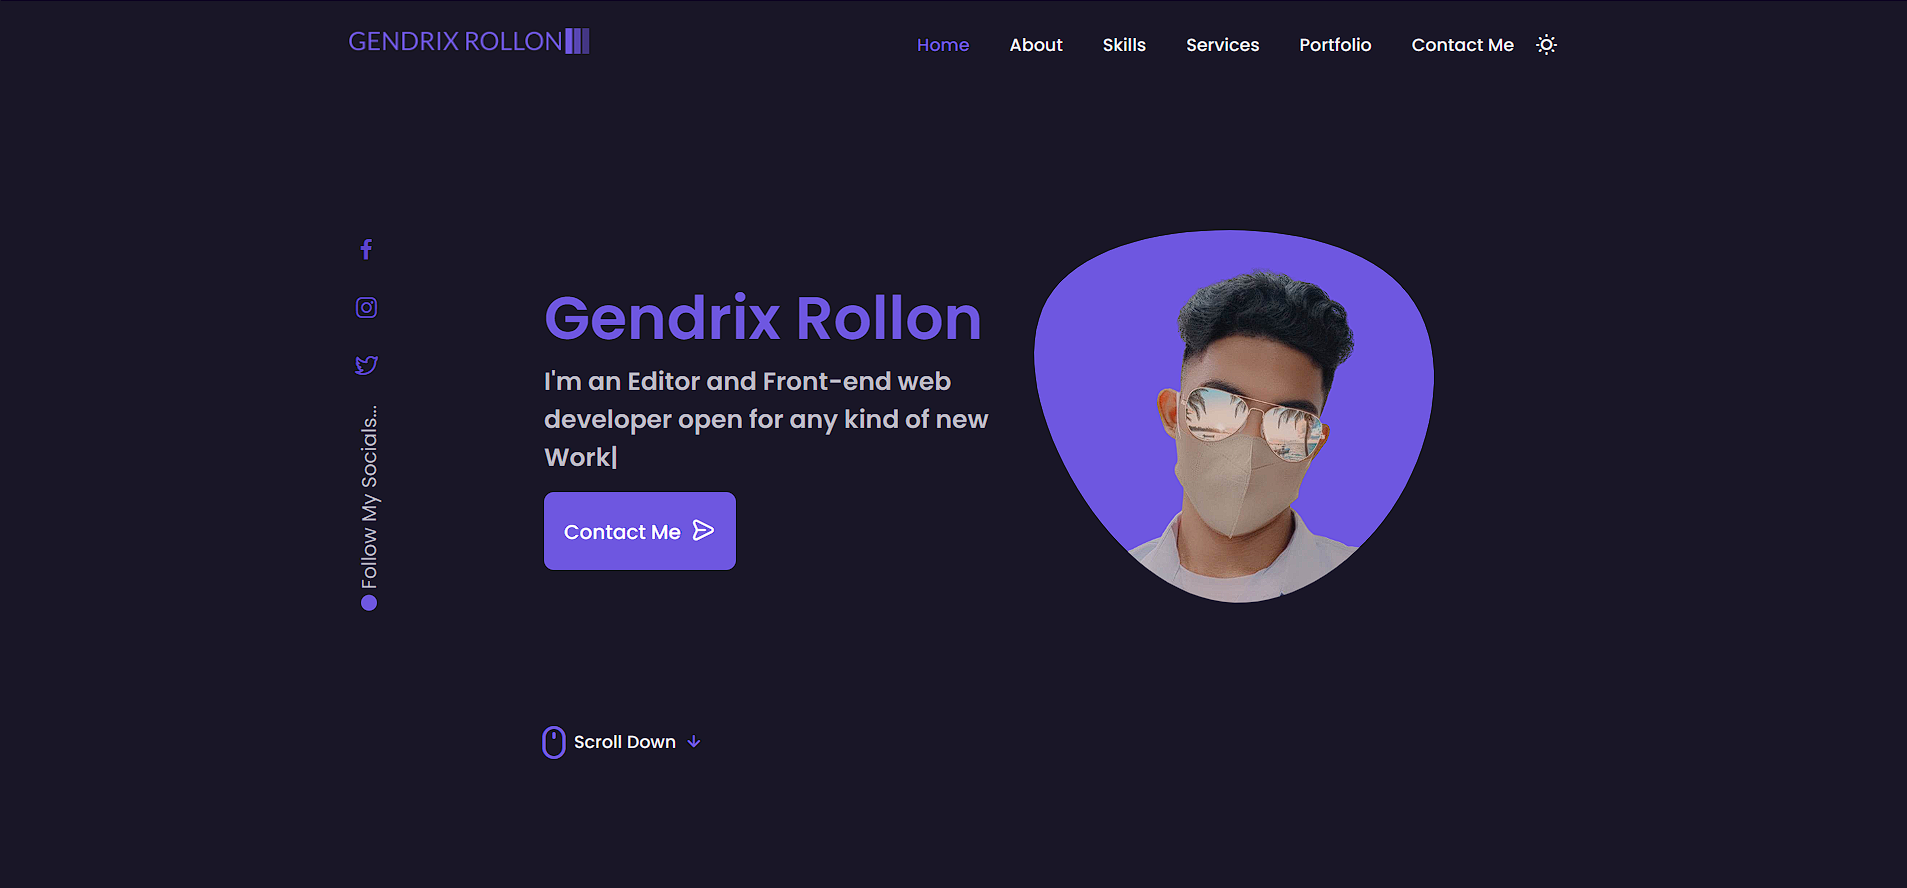 GENDRIX ROLLON
Home
About
Skills
Services
Portfolio
Contact Me
Follow My Socials...
Gendrix Rollon
I'm an Editor and Front-end web
developer open for any kind of new
Work|
Contact Me
Scroll Down